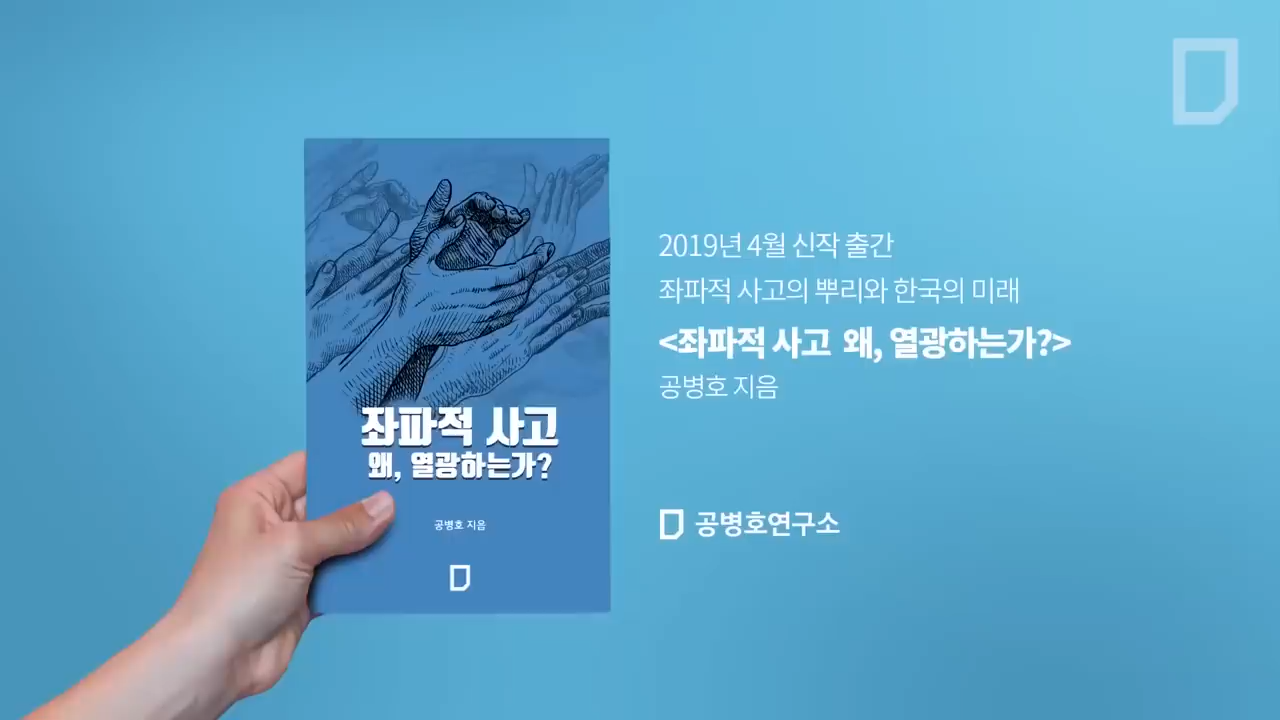 좌파적 사고
왜, 열광하는가?
공병호 지음
2019년 4월 신작 출간
좌파적 사고의 뿌리와 한국의 미래
<좌파적 사고 왜, 열광하는가?>
공병호 지음
공병호연구소